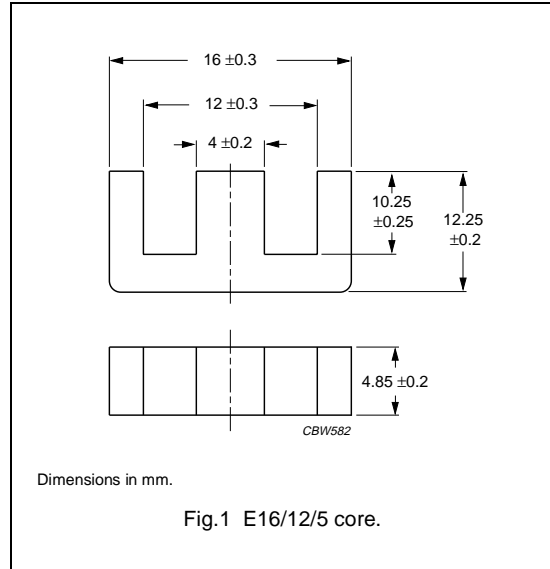 16 ±0.3
12 ±0.3
4 ±0.2
10.25
±0.25
12.25
±0.2
4.85 ±0.2
CBW582
Dimensions in mm.
Fig.1 E16/12/5 core.